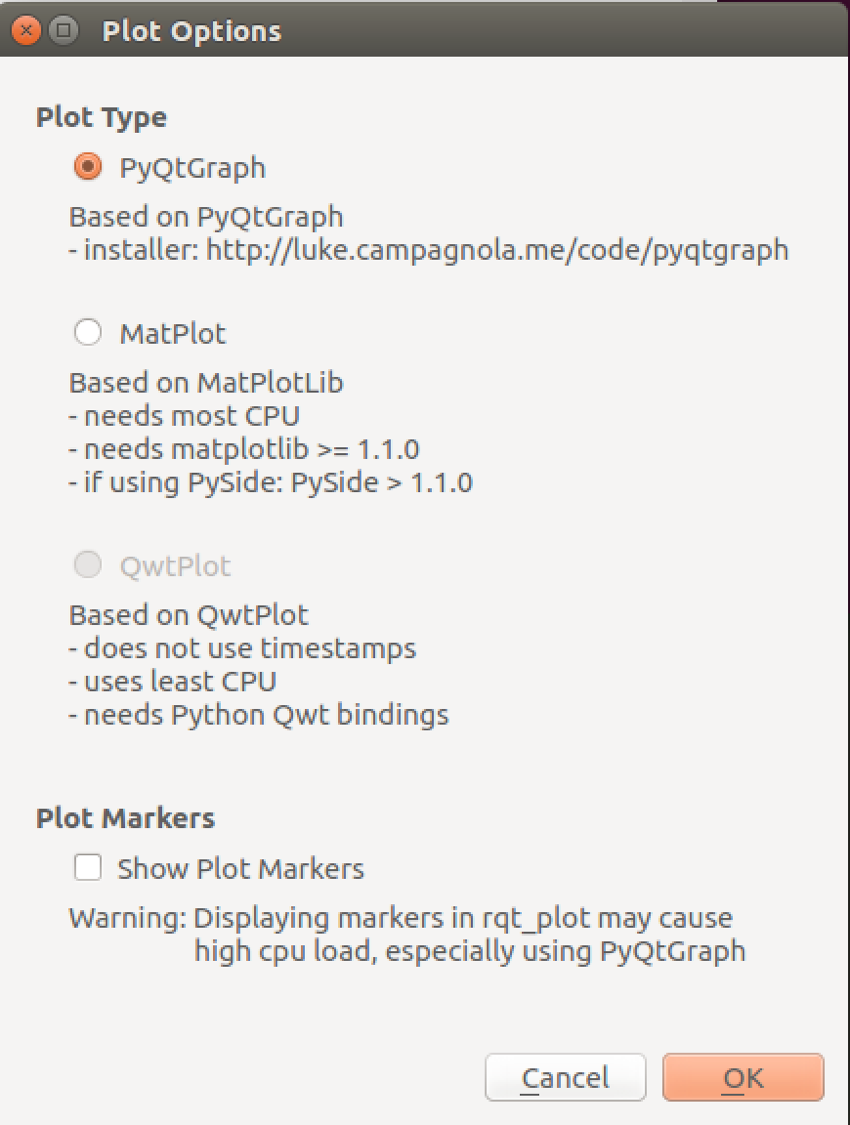 Plot Options
Plot Type
PyQtGraph
Based on PyQtGraph
- installer: http://luke.campagnola.me/code/pyqtgraph
MatPlot
Based on MatPlotLib
- needs most CPU
- needs matplotlib >= 1.1.0
- if using PySide: PySide > 1.1.0
QwtPlot
Based on QwtPlot
- does not use timestamps
- uses least CPU
- needs Python Qwt bindings
Plot Markers
Show Plot Markers
Warning: Displaying markers in rqt_plot may cause
high cpu load, especially using PyQtGraph
Cancel
OK